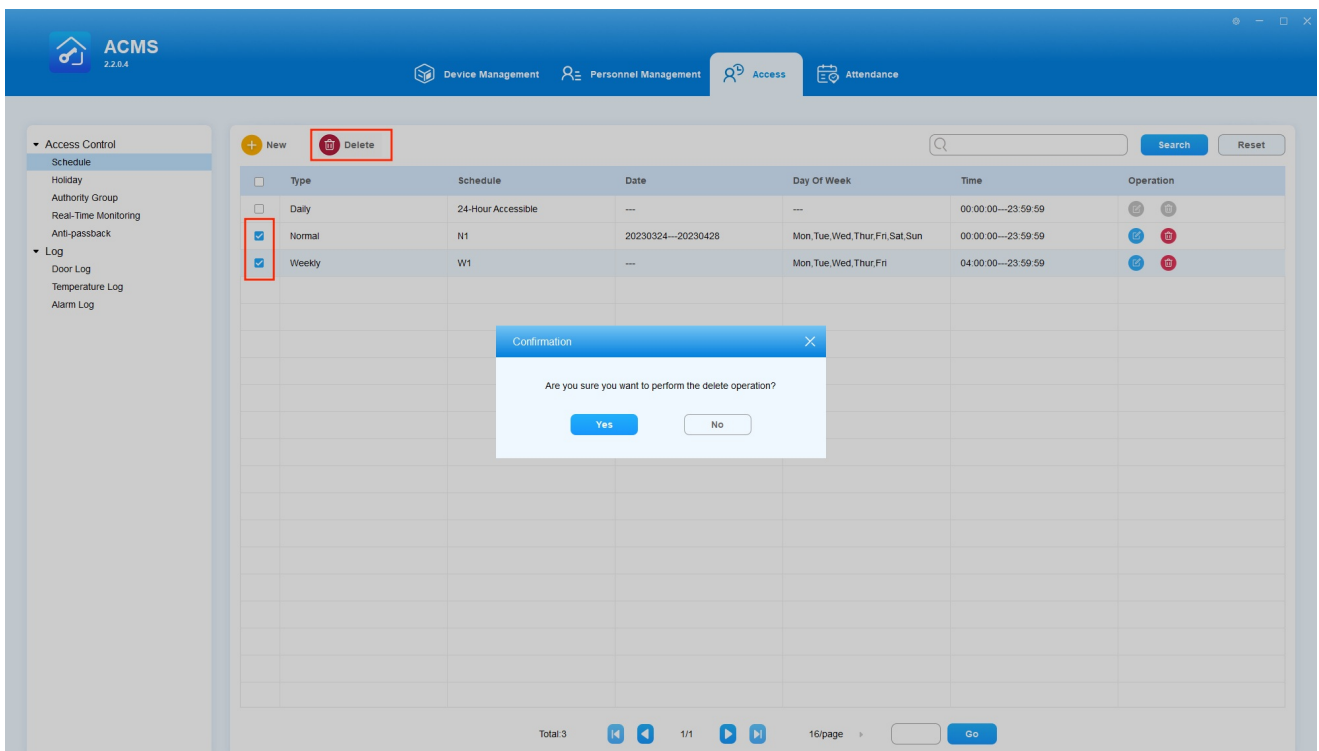 ACMS
2.2.0.4
Device Management
Personnel Management
Access
Attendance
Access Control
Schedule
Holiday
Authority Group
Real-Time Monitoring
Anti-passback
Log
Door Log
Temperature Log
Alarm Log
New
Delete
Search
Reset
Type Schedule Date Day Of Week Time Operation
Daily 24-Hour Accessible --- --- 00:00:00---23:59:59
Normal N1 20230324---20230428 Mon,Tue,Wed,Thur,Fri,Sat,Sun 00:00:00---23:59:59
Weekly W1 --- Mon,Tue,Wed,Thur,Fri 04:00:00---23:59:59
Confirmation
Are you sure you want to perform the delete operation?
Yes No
Total:3 1/1 16/page Go